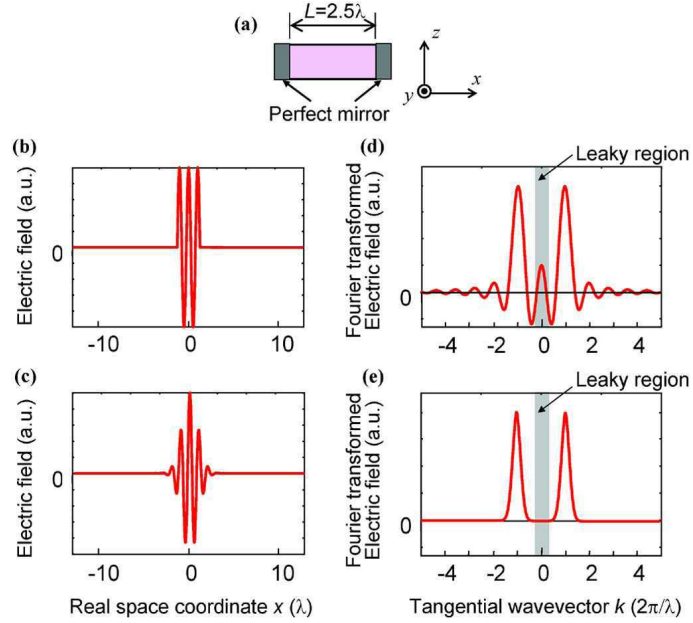 (a)
L=2.5λ
z
x
y
Perfect mirror
(b)
Electric field (a.u.)
0
-10
0
10
(d)
Leaky region
Fourier transformed
Electric field (a.u.)
0
-4
-2
0
2
4
(c)
Electric field (a.u.)
0
-10
0
10
Real space coordinate x (λ)
(e)
Leaky region
Fourier transformed
Electric field (a.u.)
0
-4
-2
0
2
4
Tangential wavevector k (2π/λ)